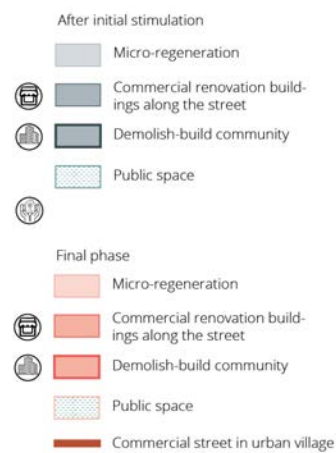 After initial stimulation
Micro-regeneration
Commercial renovation build-
ings along the street
Demolish-build community
Public space
Final phase
Micro-regeneration
Commercial renovation build-
ings along the street
Demolish-build community
Public space
Commercial street in urban village